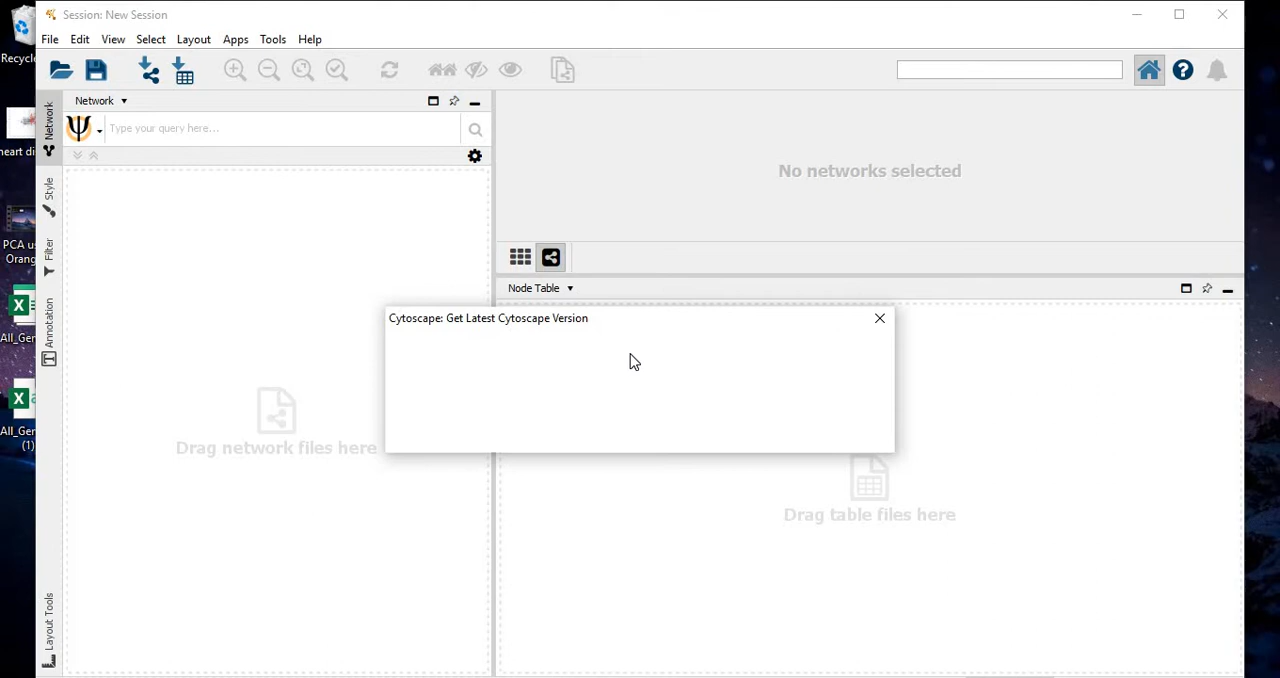 Session: New Session
File Edit View Select Layout Apps Tools Help
Recycl
Network
Type your query here...
No networks selected
Network
Style
Filter
Annotation
Layout Tools
heart di
PCA u
Orang
All_Ge
All_Ge
(1)
Node Table
Cytoscape: Get Latest Cytoscape Version
Drag network files here
Drag table files here